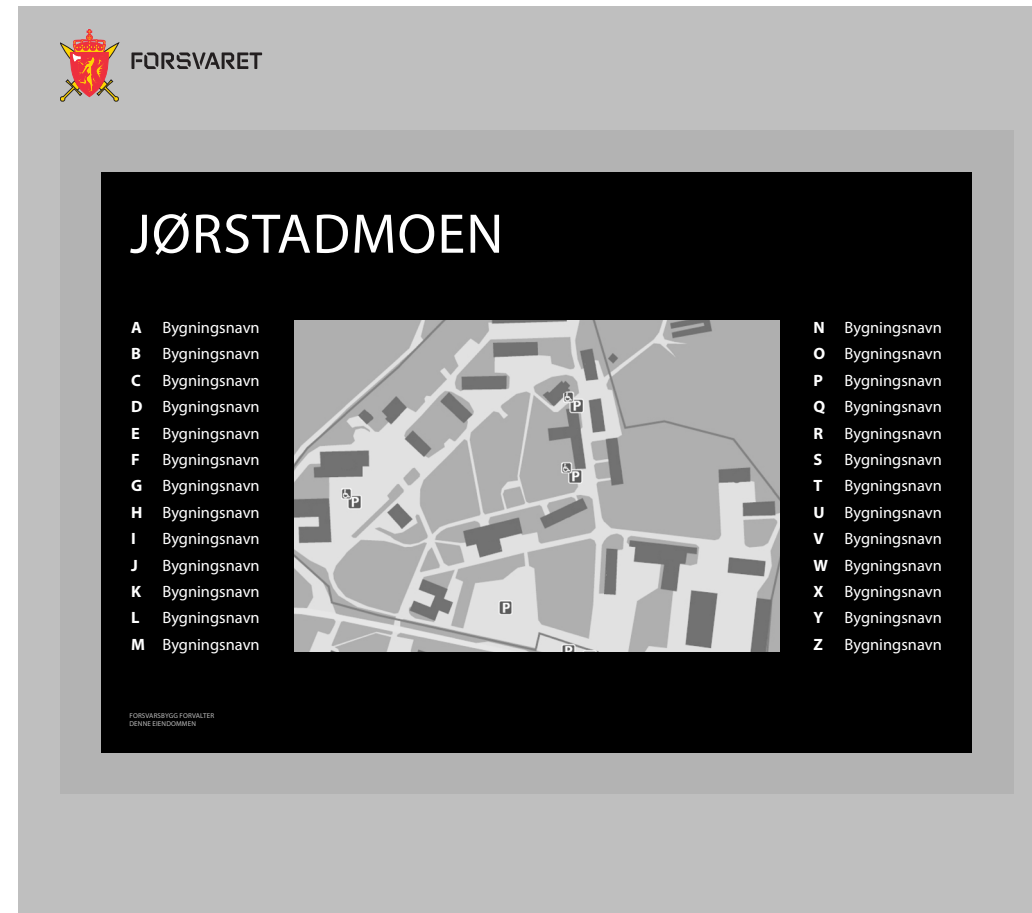 FORSVARET
JØRSTADMOEN
A Bygningsnavn
B Bygningsnavn
C Bygningsnavn
D Bygningsnavn
E Bygningsnavn
F Bygningsnavn
G Bygningsnavn
H Bygningsnavn
I Bygningsnavn
J Bygningsnavn
K Bygningsnavn
L Bygningsnavn
M Bygningsnavn
P
P
P
P
P
N Bygningsnavn
O Bygningsnavn
P Bygningsnavn
Q Bygningsnavn
R Bygningsnavn
S Bygningsnavn
T Bygningsnavn
U Bygningsnavn
V Bygningsnavn
W Bygningsnavn
X Bygningsnavn
Y Bygningsnavn
Z Bygningsnavn
FORSVARSBYGG FORVALTER
DENNE EIENDOMMEN